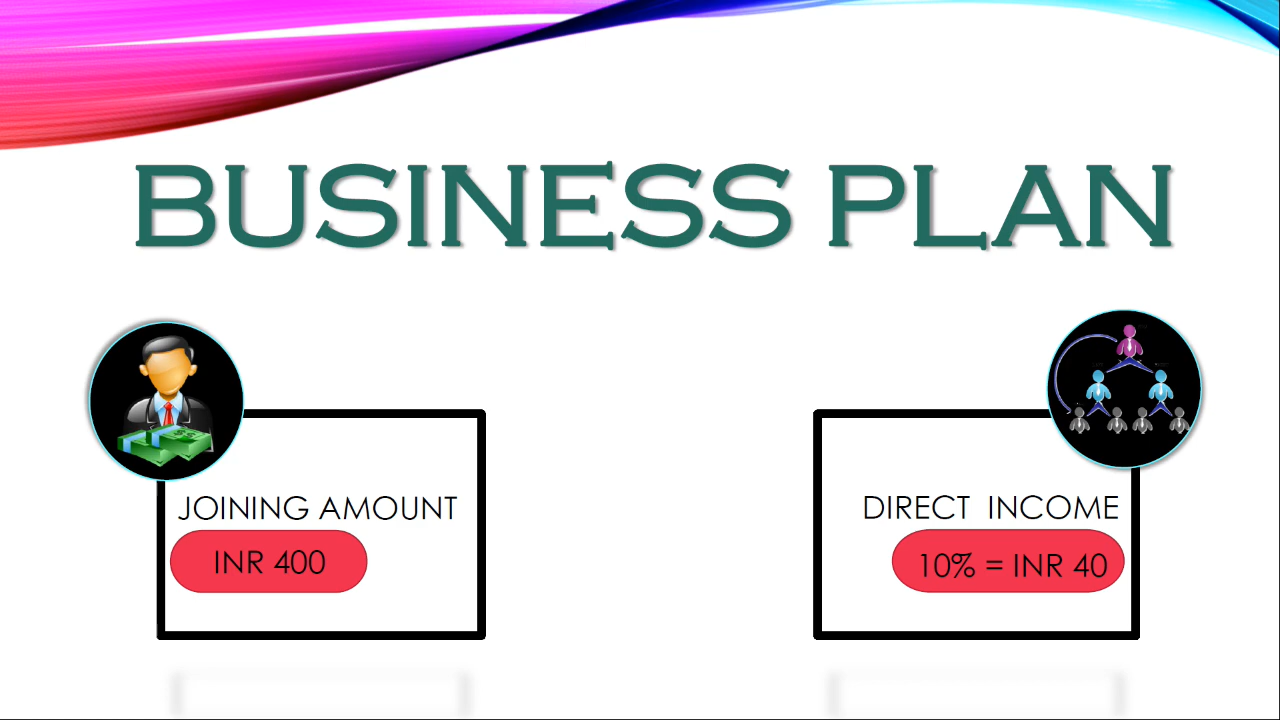 BUSINESS PLAN
JOINING AMOUNT
INR 400
DIRECT INCOME
10% = INR 40